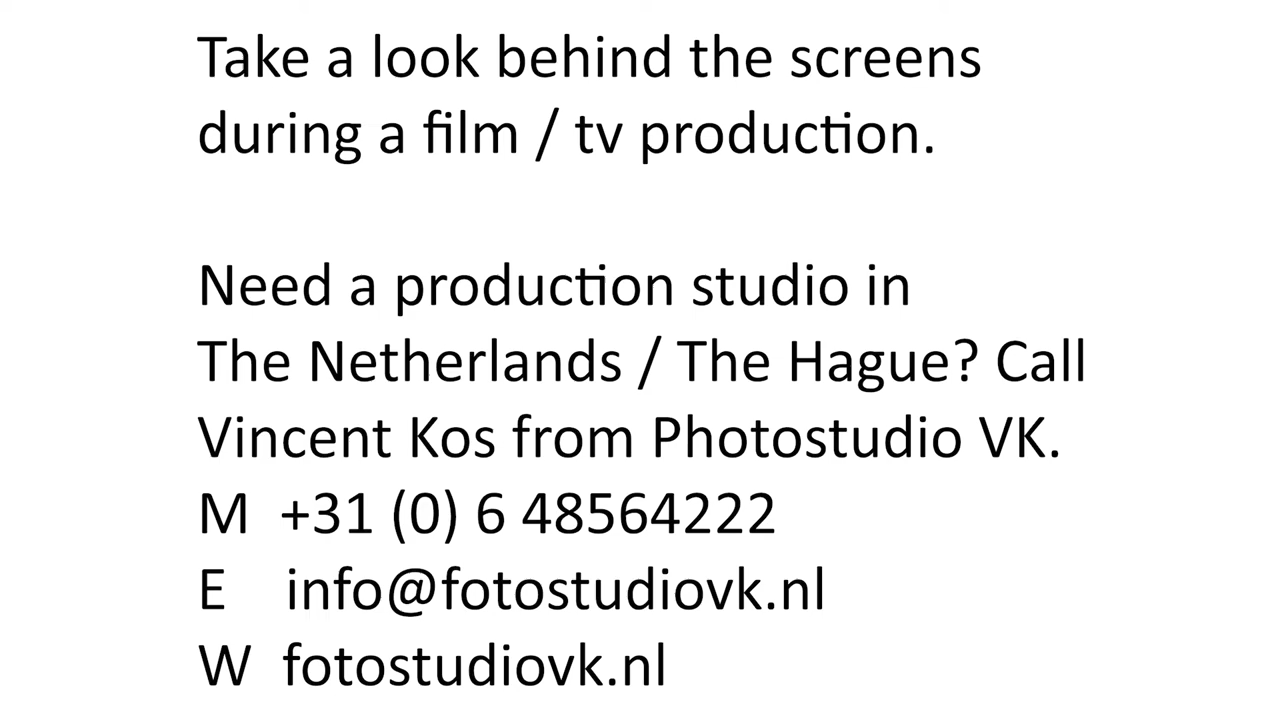 Take a look behind the screens
during a film / tv production.
Need a production studio in
The Netherlands / The Hague? Call
Vincent Kos from Photostudio VK.
M +31 (0) 6 48564222
E info@fotostudiovk.nl
W fotostudiovk.nl